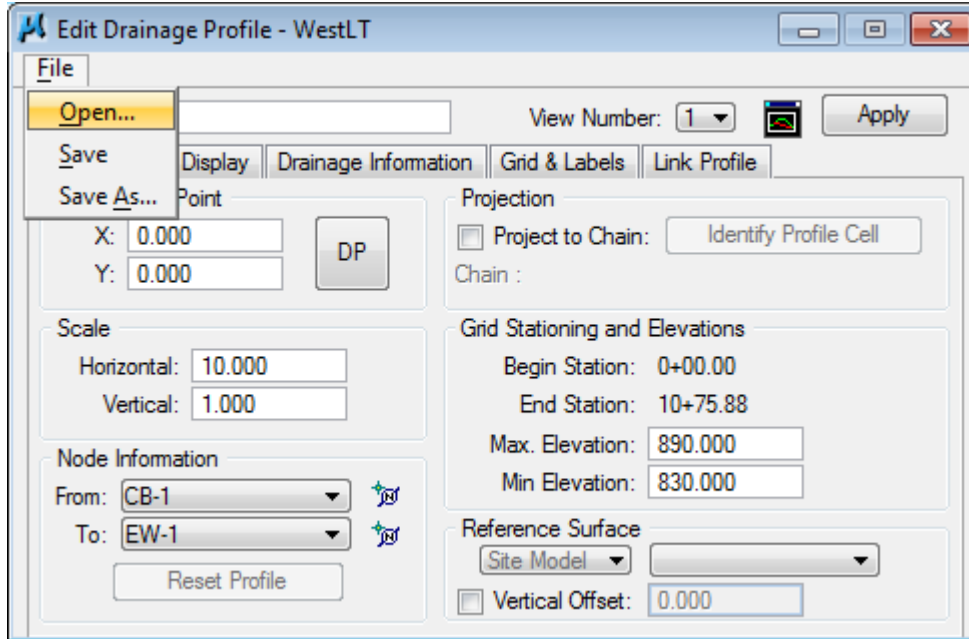 Edit Drainage Profile - WestLT
File
Open...
Save
Save As...
View Number: 1 Apply
Display Drainage Information Grid & Labels Link Profile
Point
X: 0.000
Y: 0.000
DP
Projection
Project to Chain: Identify Profile Cell
Chain :
Scale
Horizontal: 10.000
Vertical: 1.000
Grid Stationing and Elevations
Begin Station: 0+00.00
End Station: 10+75.88
Max. Elevation: 890.000
Min Elevation: 830.000
Node Information
From: CB-1
To: EW-1
Reset Profile
Reference Surface
Site Model
Vertical Offset: 0.000